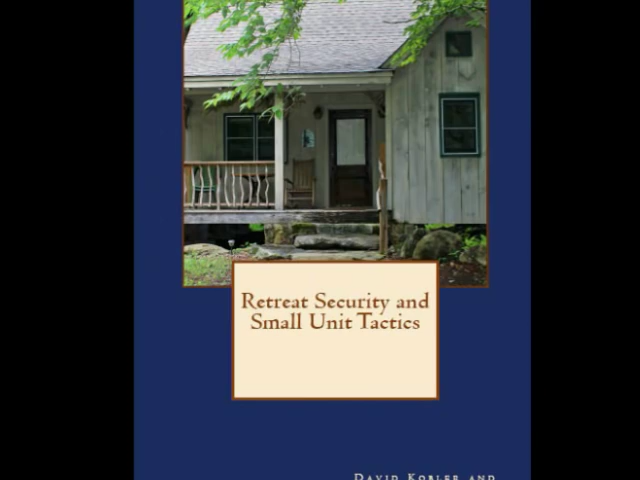 Retreat Security and
Small Unit Tactics
David Kobler and